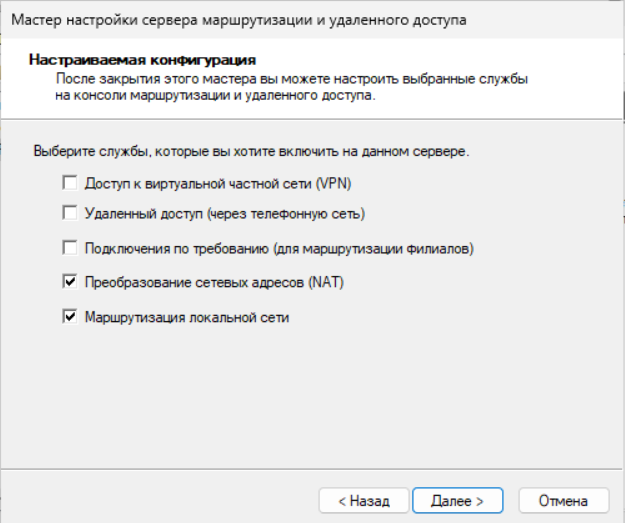 Мастер настройки сервера маршрутизации и удаленного доступа
Настраиваемая конфигурация
После закрытия этого мастера вы можете настроить выбранные службы
на консоли маршрутизации и удаленного доступа.
Выберите службы, которые вы хотите включить на данном сервере.
Доступ к виртуальной частной сети (VPN)
Удаленный доступ (через телефонную сеть)
Подключения по требованию (для маршрутизации филиалов)
Преобразование сетевых адресов (NAT)
Маршрутизация локальной сети
< Назад Далее > Отмена